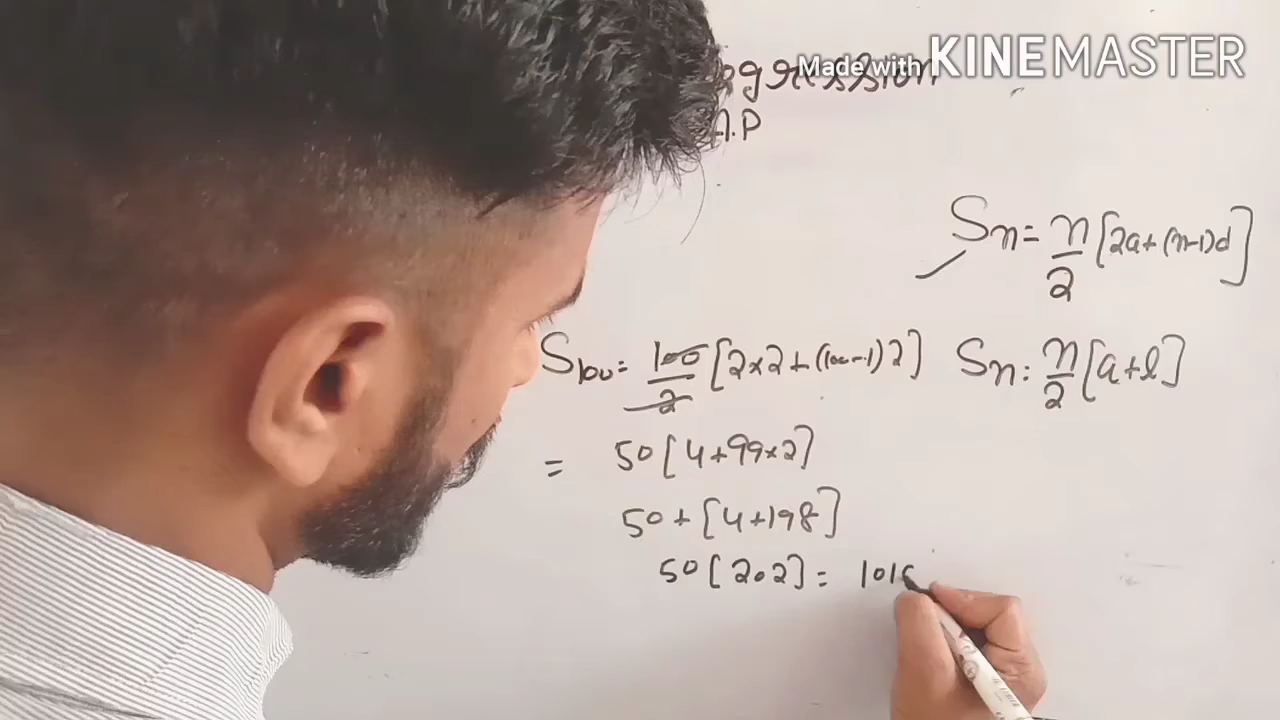 Made with KINEMASTER
ogression
A.P
Sn = n/2 [2a + (n-1)d]
S100 = 100/2 [2×2 + (100-1)2]
Sn = n/2 [a+l]
= 50 [4 + 99×2]
50 + [4 + 198]
50 [202] = 101